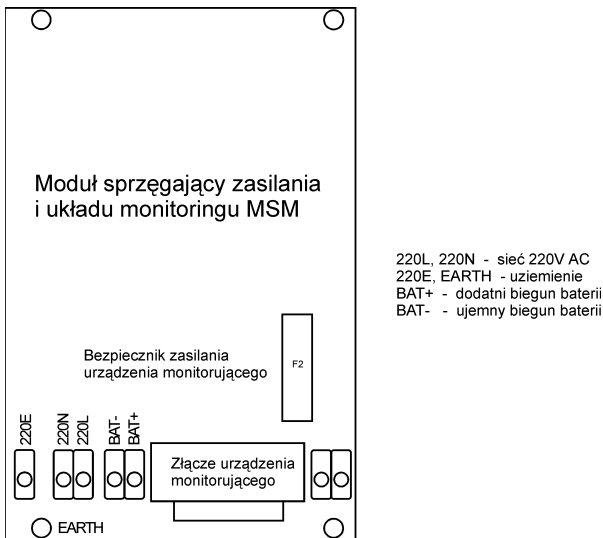 Moduł sprzęgający zasilania
i układu monitoringu MSM
220L, 220N - sieć 220V AC
220E, EARTH - uziemienie
BAT+ - dodatni biegun baterii
BAT- - ujemny biegun baterii
Bezpiecznik zasilania
urządzenia monitorującego
F2
220E
220N
220L
BAT-
BAT+
Złącze urządzenia
monitorującego
EARTH